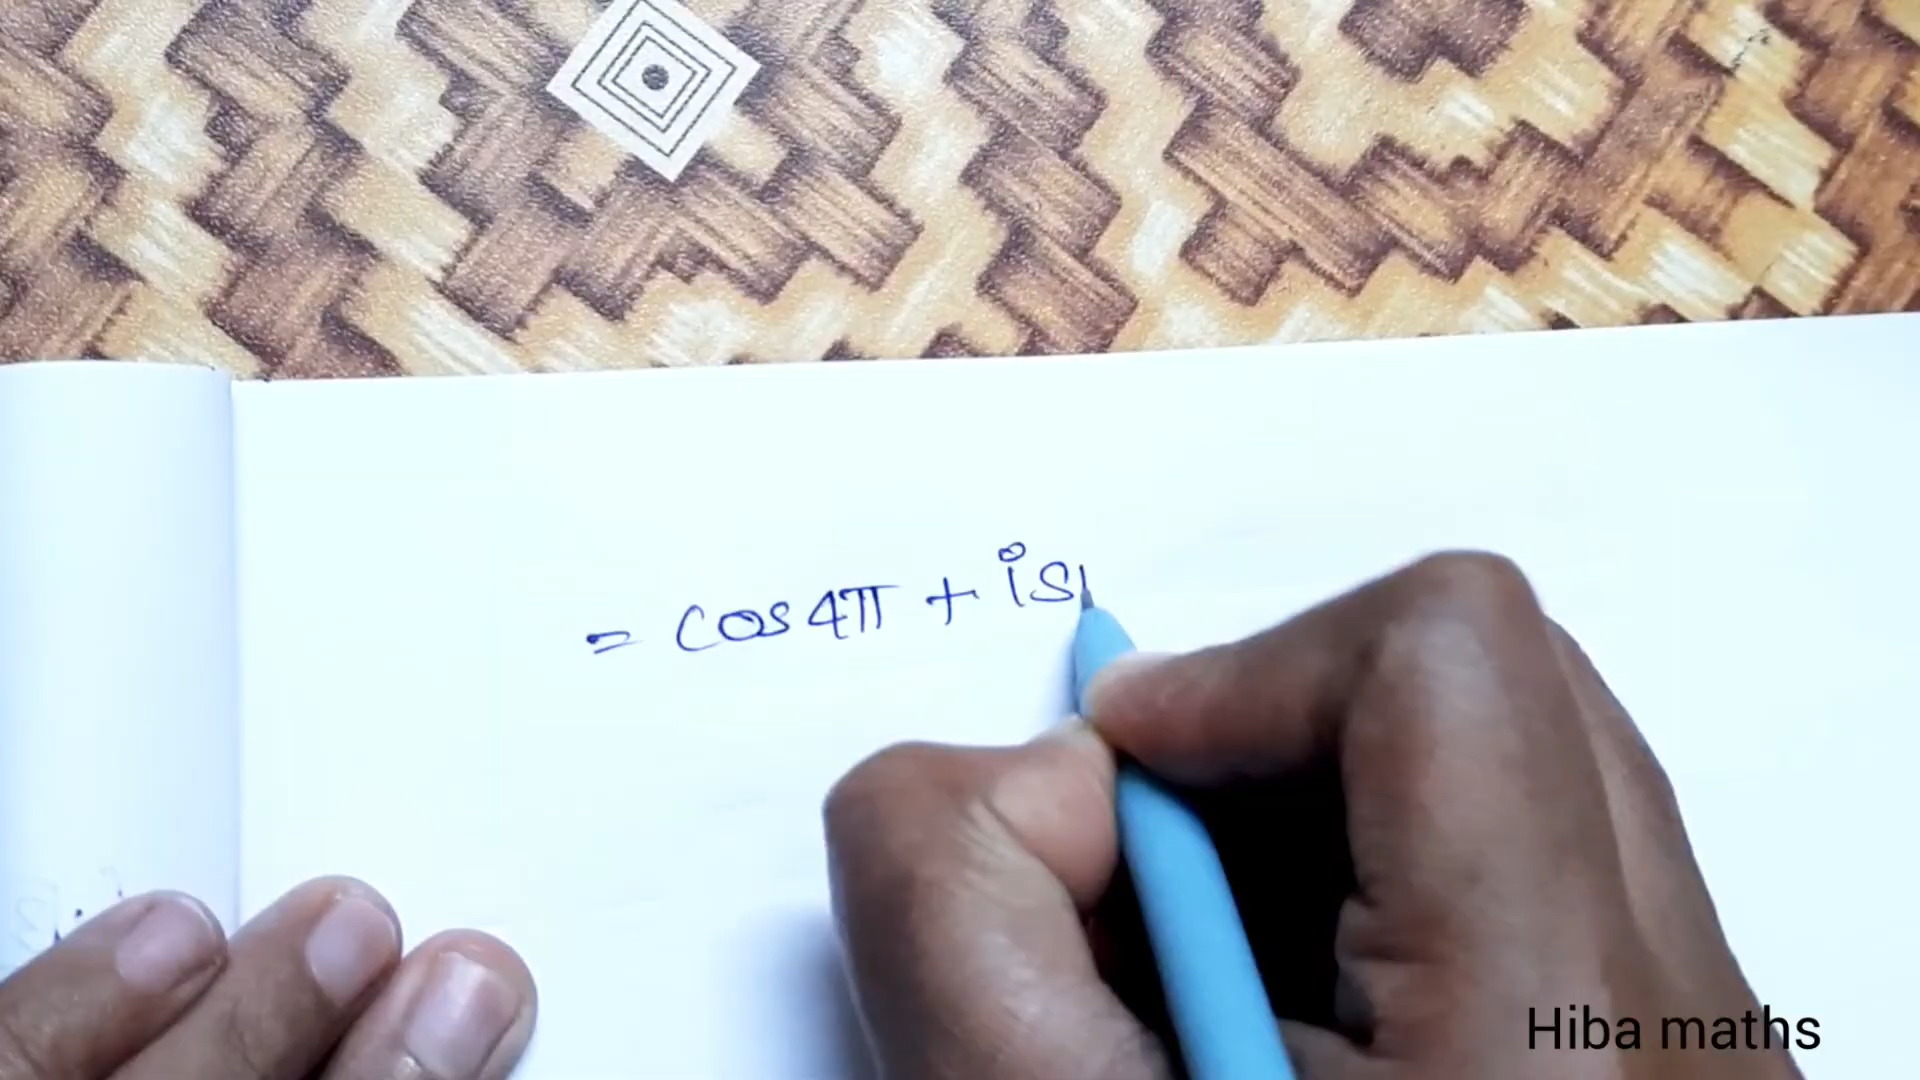 = cos 4π + is
Hiba maths